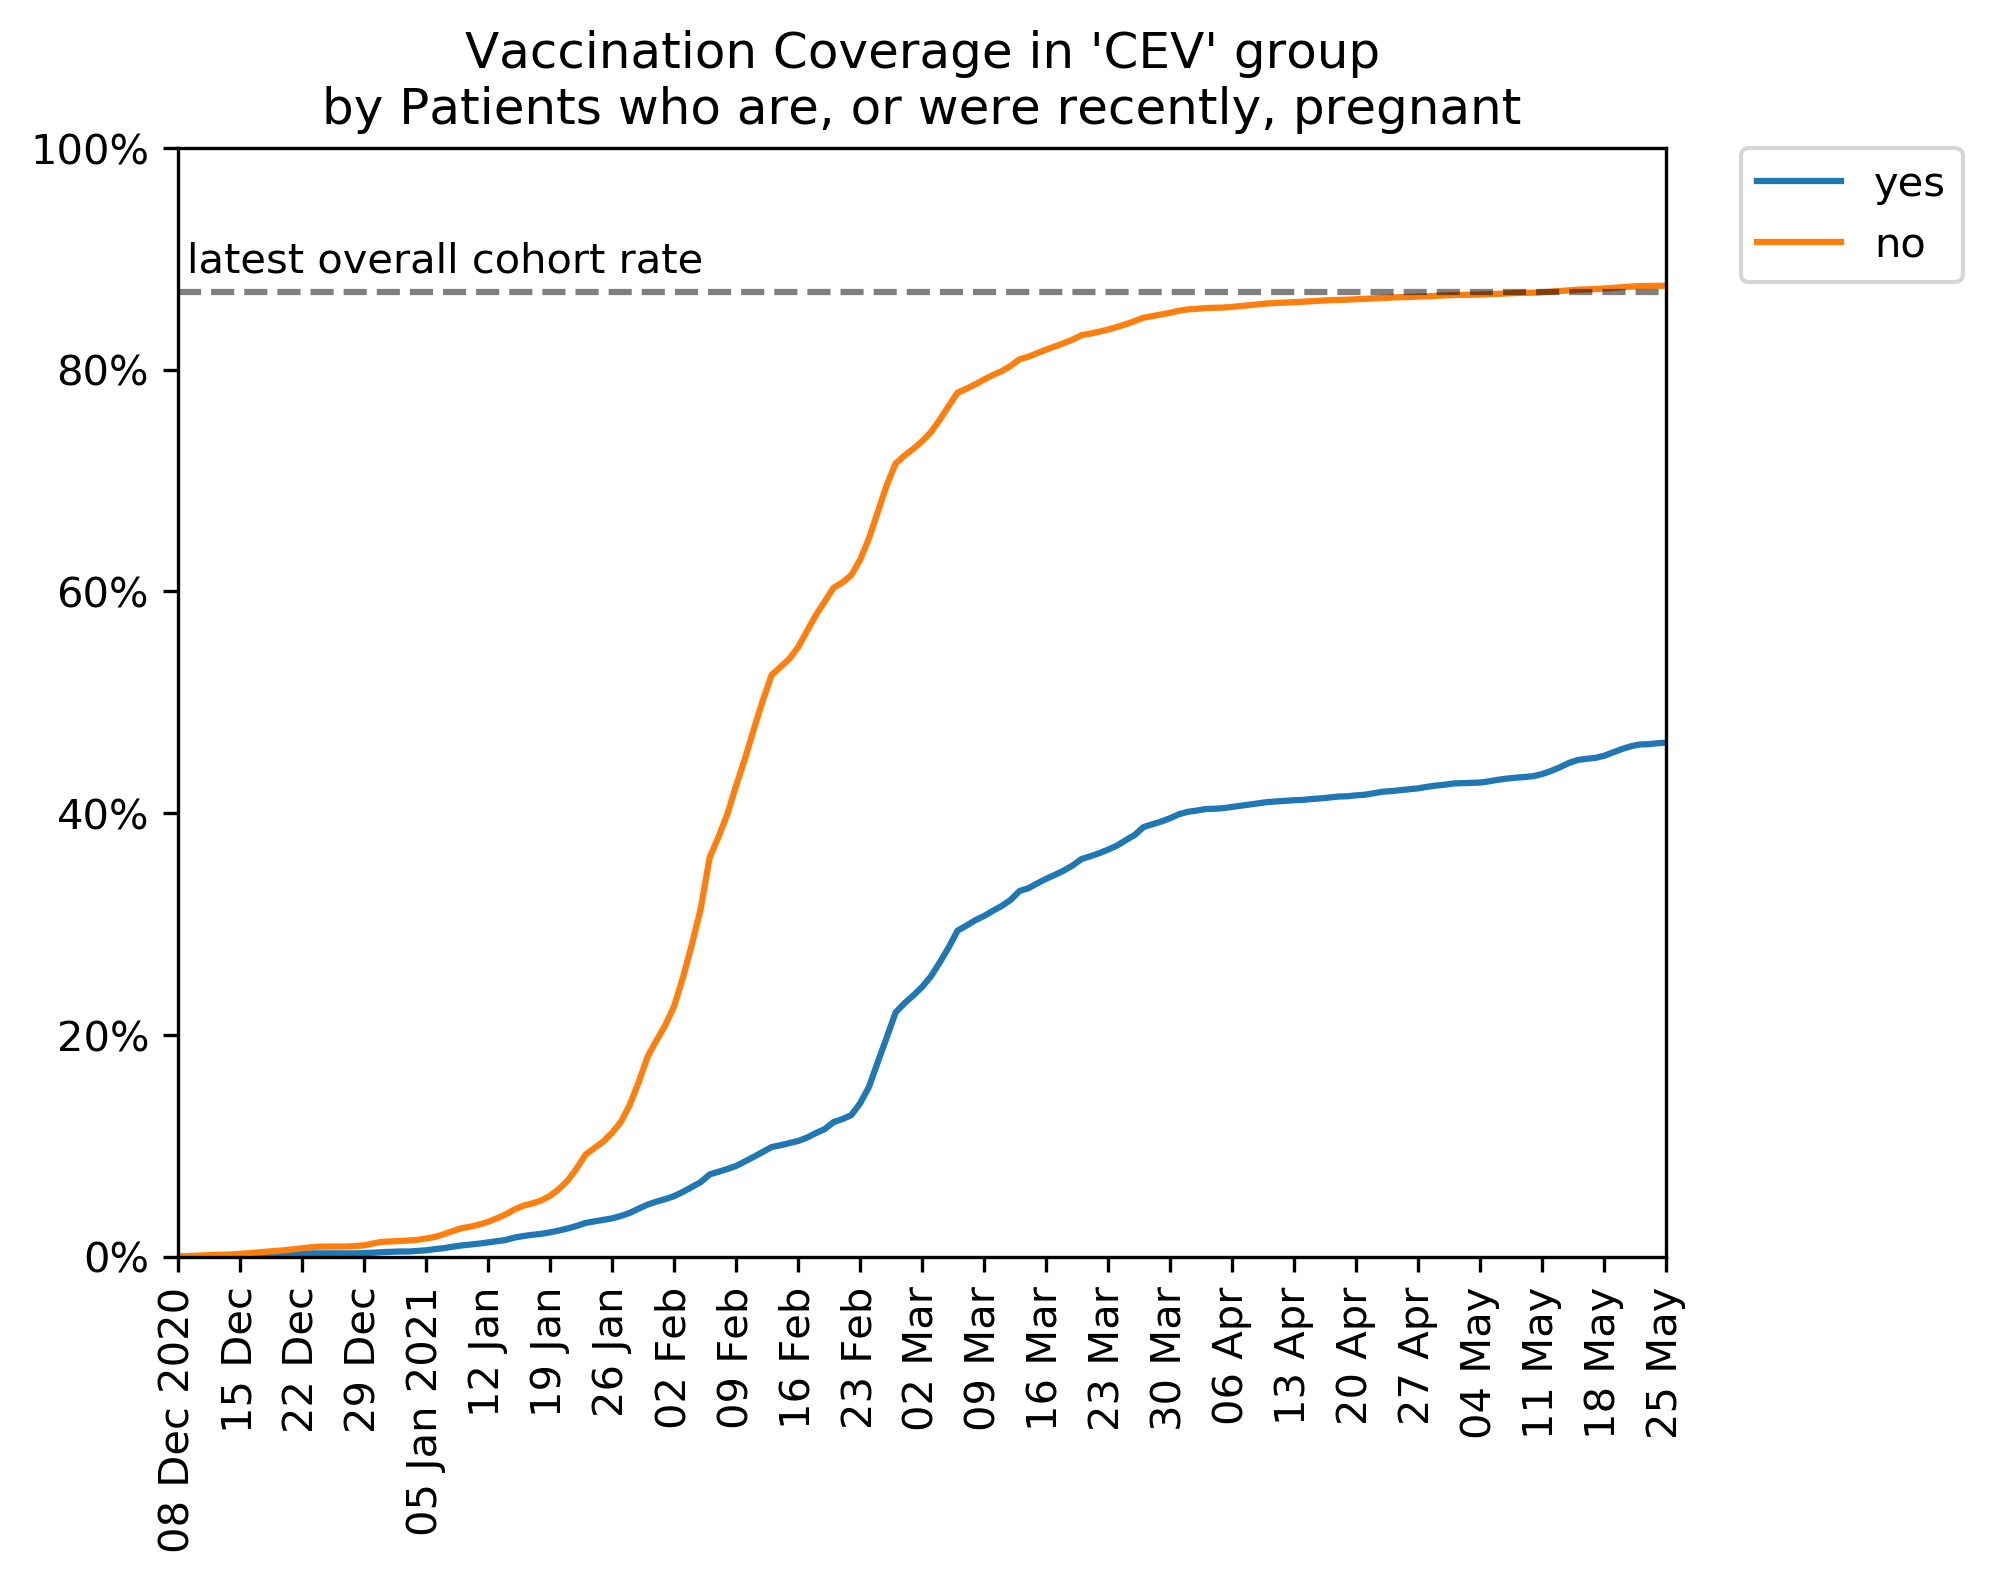 Vaccination Coverage in 'CEV' group
by Patients who are, or were recently, pregnant
100%
80%
60%
40%
20%
0%
latest overall cohort rate
yes
no
08 Dec 2020
15 Dec
22 Dec
29 Dec
05 Jan 2021
12 Jan
19 Jan
26 Jan
02 Feb
09 Feb
16 Feb
23 Feb
02 Mar
09 Mar
16 Mar
23 Mar
30 Mar
06 Apr
13 Apr
20 Apr
27 Apr
04 May
11 May
18 May
25 May